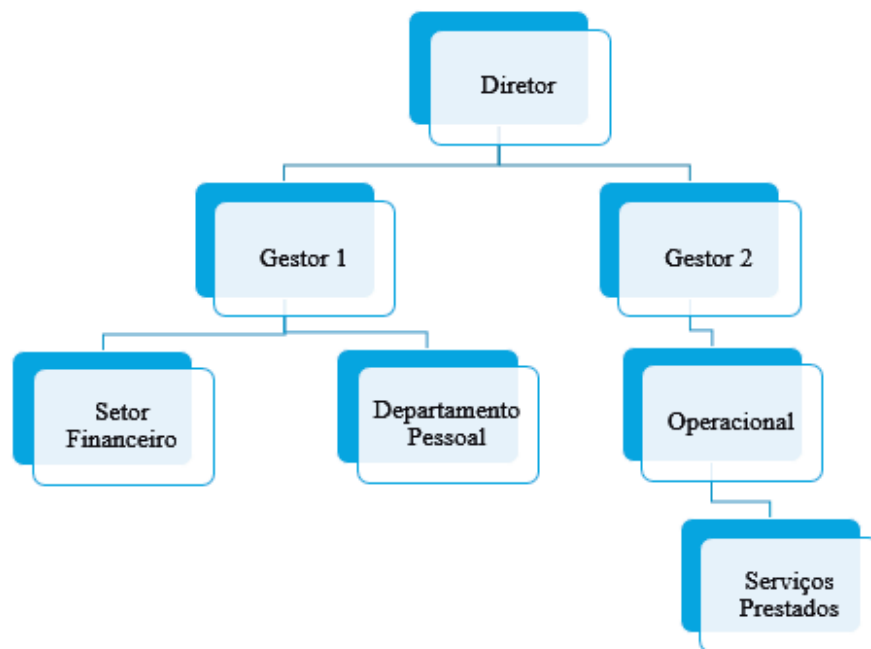 Diretor
Gestor 1
Gestor 2
Setor
Financeiro
Departamento
Pessoal
Operacional
Serviços
Prestados